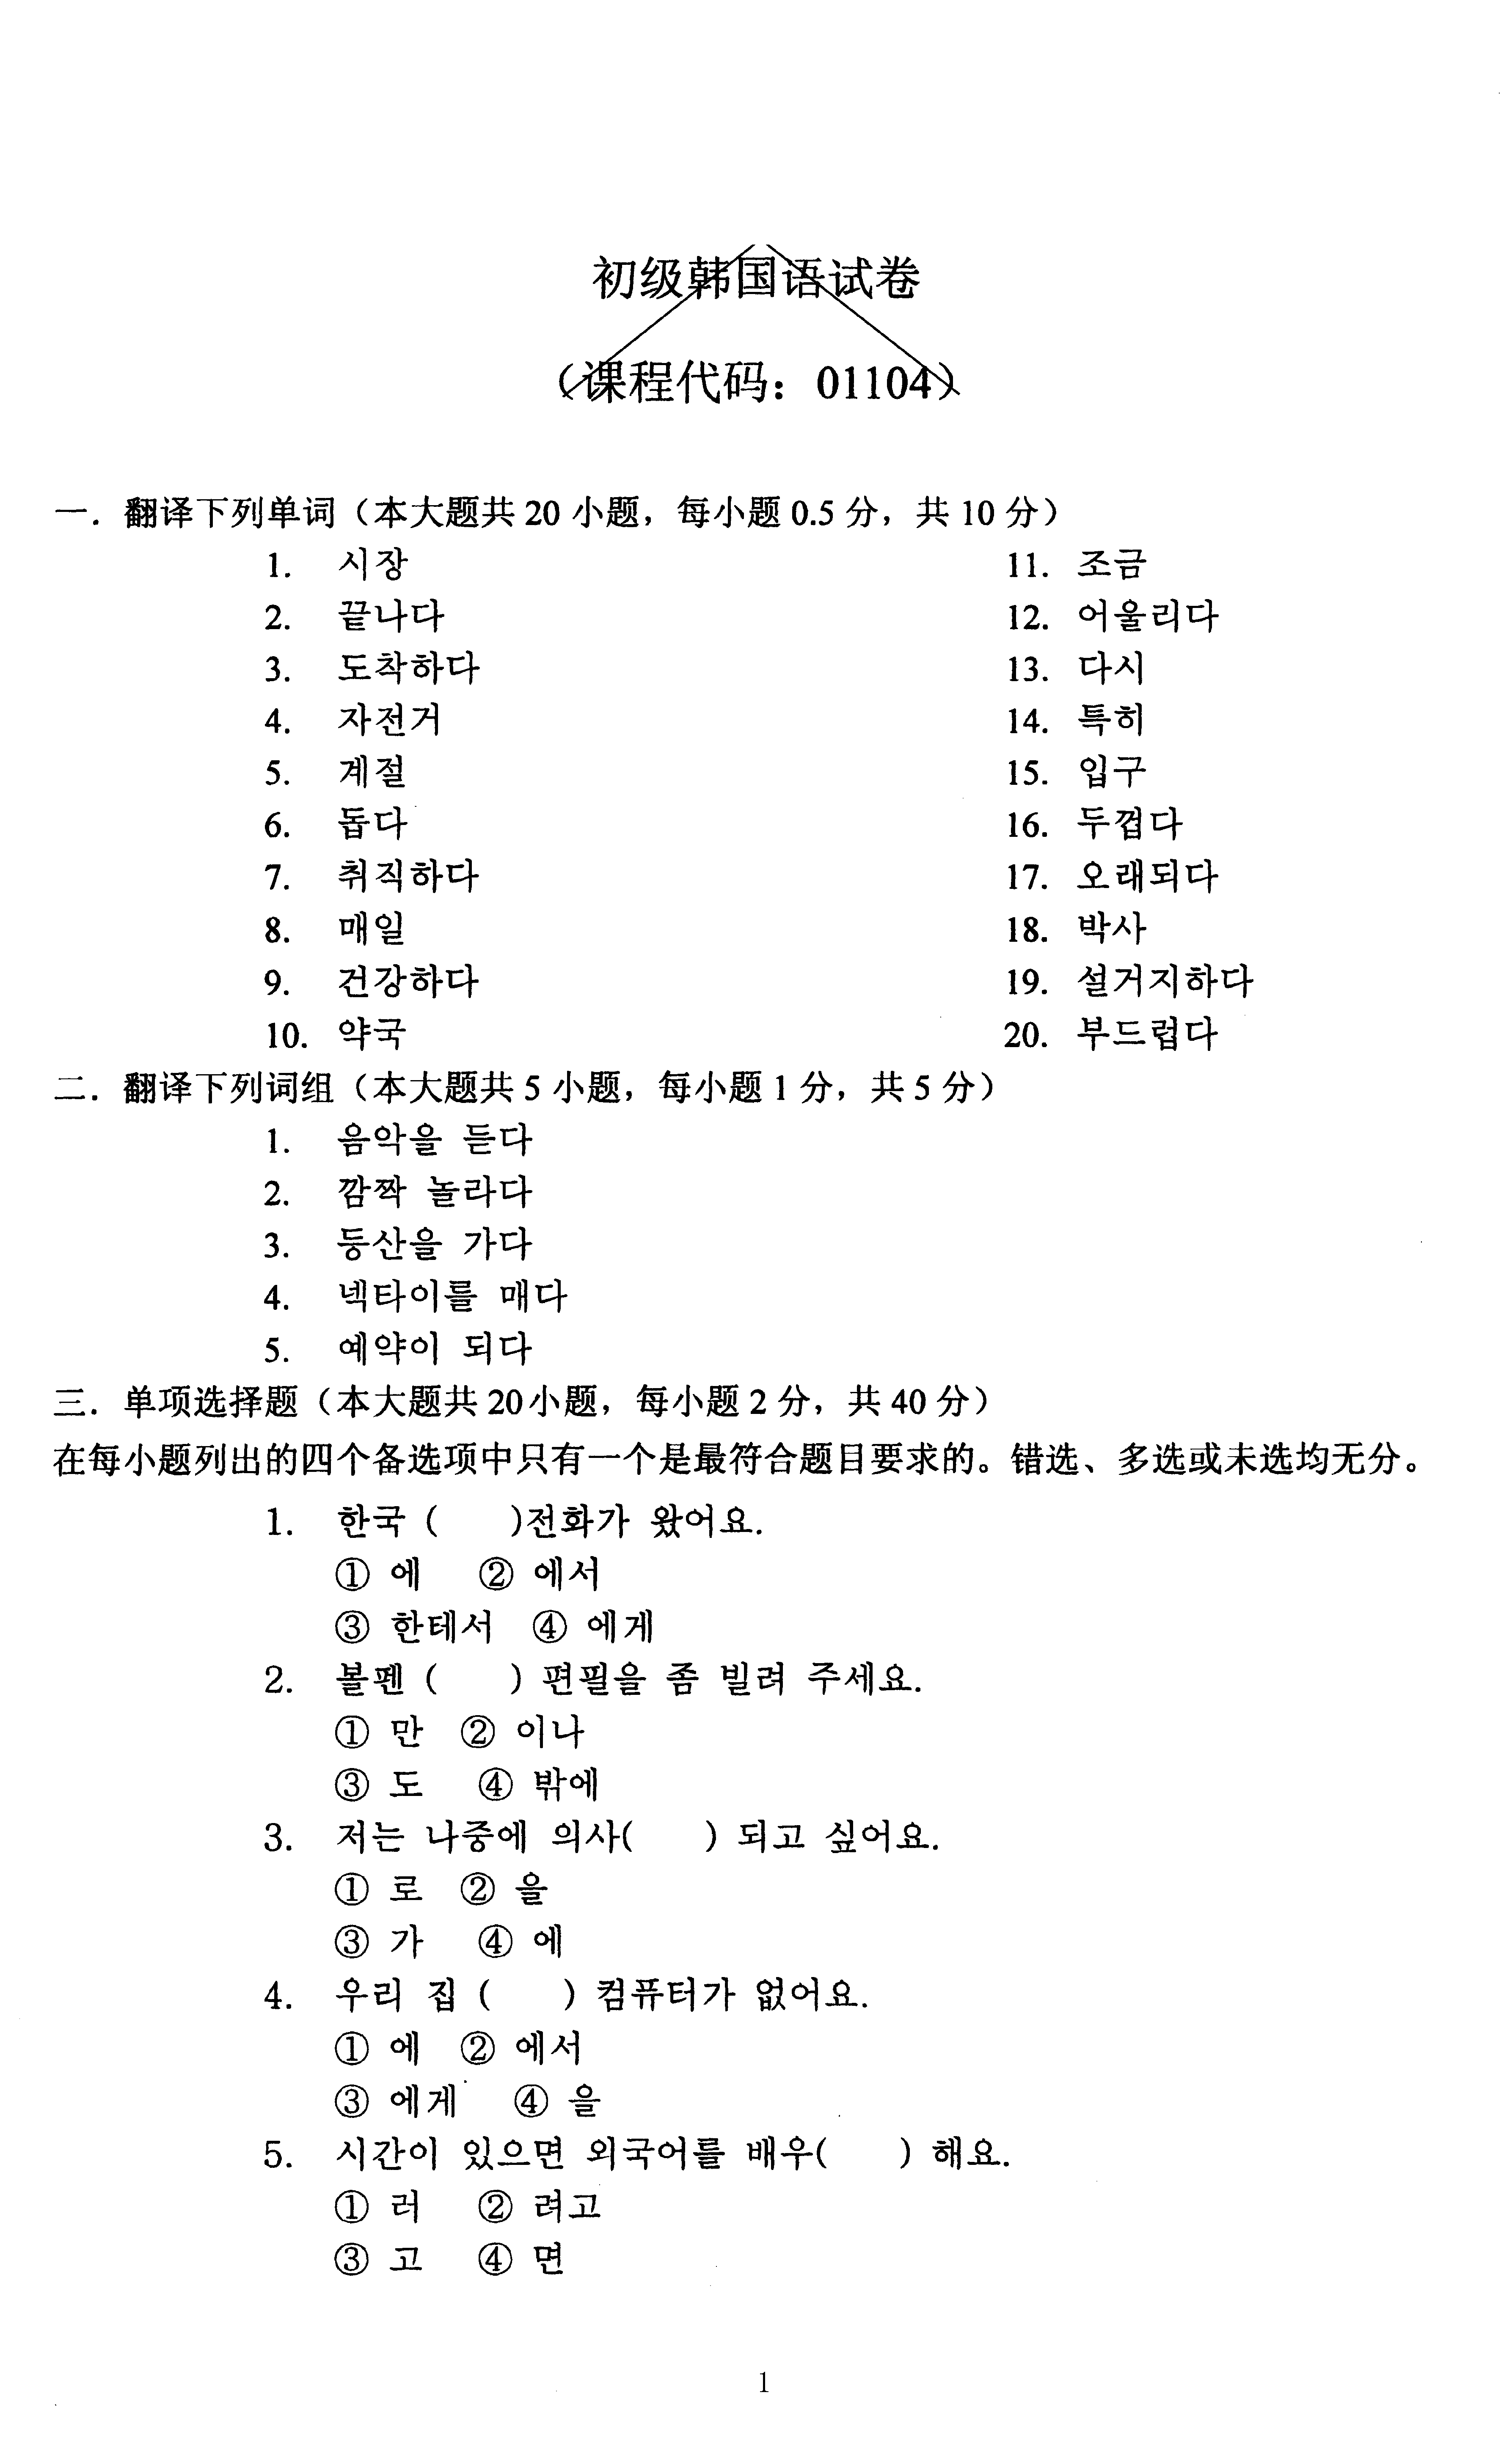 初级韩国语试卷
（课程代码：01104）
一．翻译下列单词（本大题共 20 小题，每小题 0.5 分，共 10 分）
1. 시장
2. 끝나다
3. 도착하다
4. 자전거
5. 계절
6. 돕다
7. 취직하다
8. 매일
9. 건강하다
10. 약국
11. 조금
12. 어울리다
13. 다시
14. 특히
15. 입구
16. 두껍다
17. 오래되다
18. 박사
19. 설거지하다
20. 부드럽다
二．翻译下列词组（本大题共 5 小题，每小题 1 分，共 5 分）
1. 음악을 듣다
2. 깜짝 놀라다
3. 등산을 가다
4. 넥타이를 매다
5. 예약이 되다
三．单项选择题（本大题共 20 小题，每小题 2 分，共 40 分）
在每小题列出的四个备选项中只有一个是最符合题目要求的。错选、多选或未选均无分。
1. 한국 (    )전화가 왔어요.
① 에 ② 에서
③ 한테서 ④ 에게
2. 볼펜 (    ) 편필을 좀 빌려 주세요.
① 만 ② 이나
③ 도 ④ 밖에
3. 저는 나중에 의사(    ) 되고 싶어요.
① 로 ② 을
③ 가 ④ 에
4. 우리 집 (    ) 컴퓨터가 없어요.
① 에 ② 에서
③ 에게 ④ 을
5. 시간이 있으면 외국어를 배우(    ) 해요.
① 러 ② 려고
③ 고 ④ 면
1